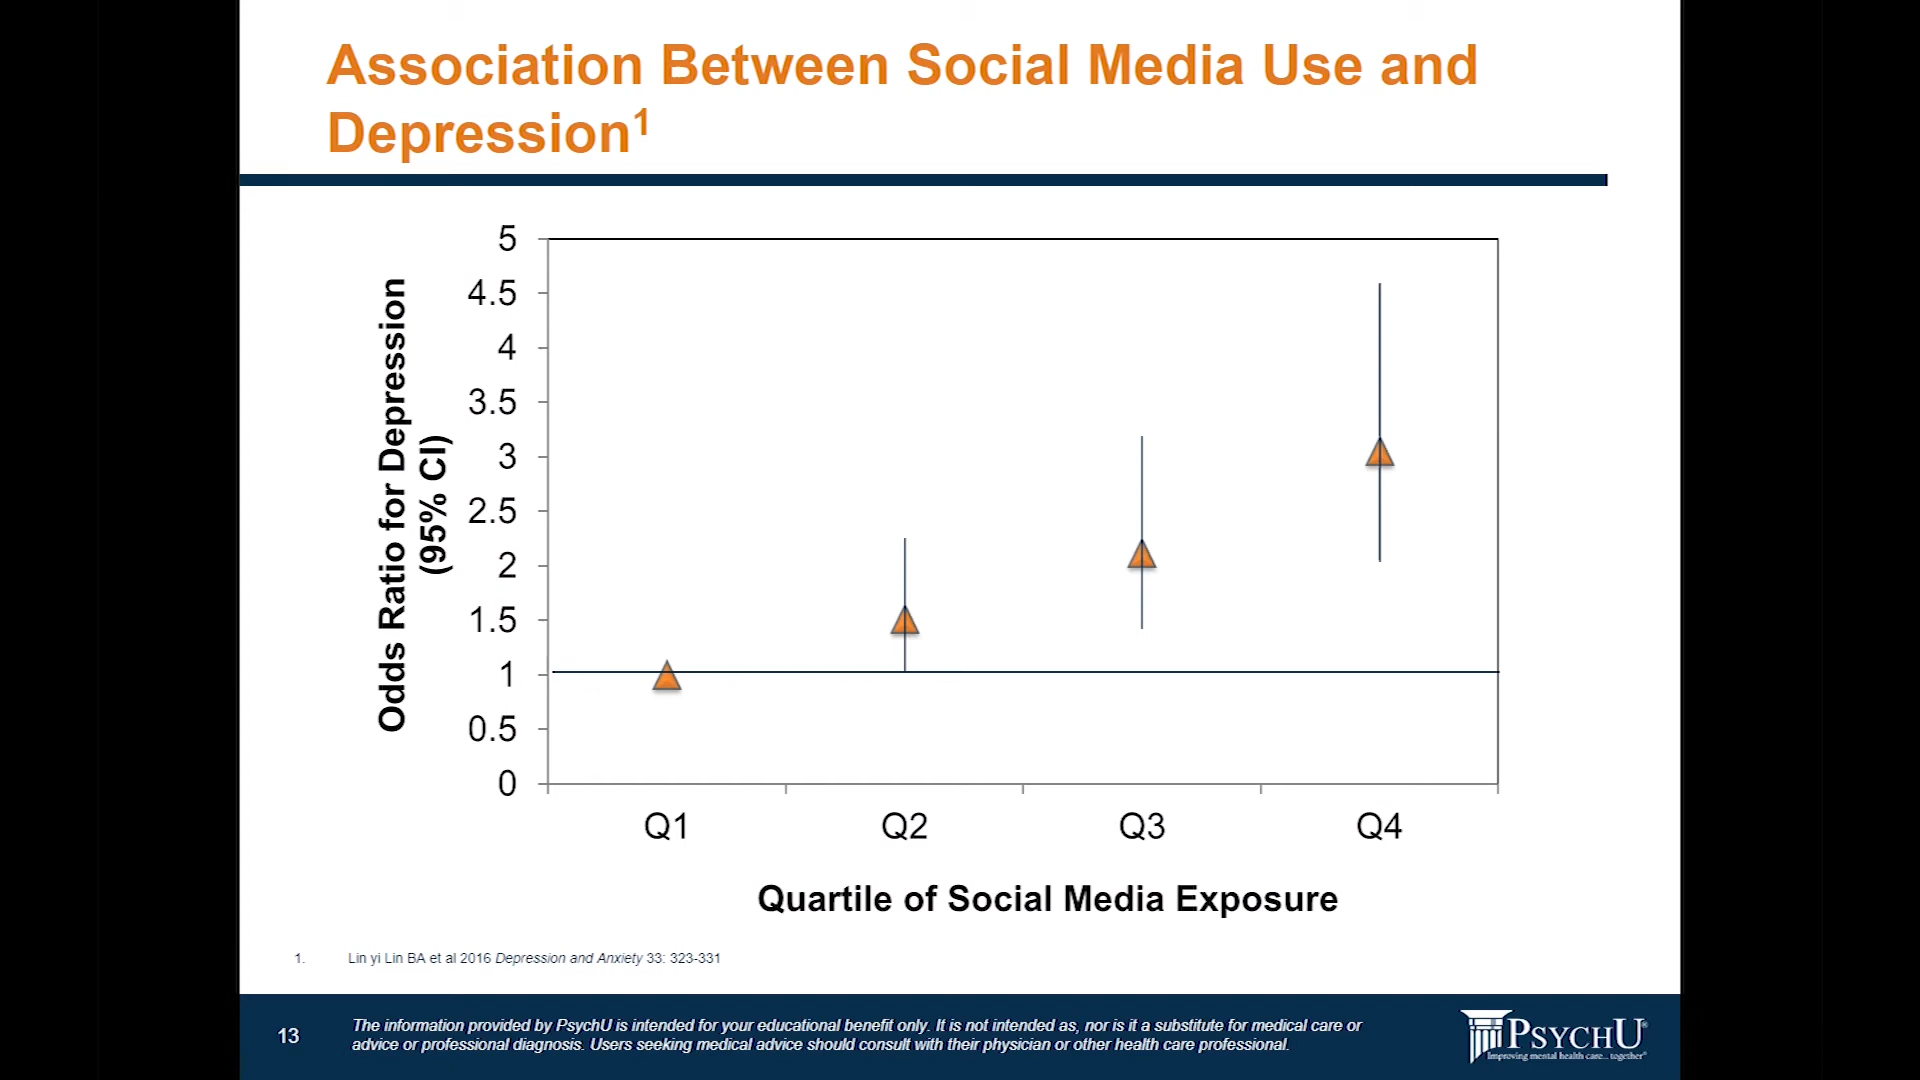 Association Between Social Media Use and
Depression¹
5
4.5
4
3.5
3
2.5
2
1.5
1
0.5
0
Odds Ratio for Depression
(95% CI)
Q1 Q2 Q3 Q4
Quartile of Social Media Exposure
1. Lin yi Lin BA et al 2016 Depression and Anxiety 33: 323-331
13
The information provided by PsychU is intended for your educational benefit only. It is not intended as, nor is it a substitute for medical care or
advice or professional diagnosis. Users seeking medical advice should consult with their physician or other health care professional.
PSYCHU®
Improving mental health care... together®